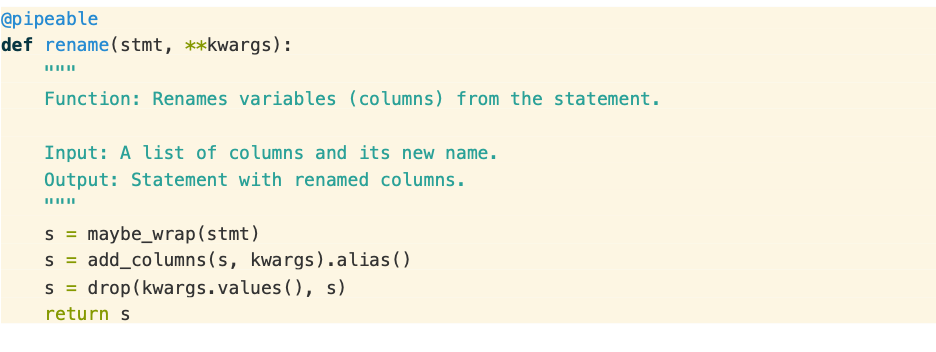 @pipeable
def rename(stmt, **kwargs):
    """
    Function: Renames variables (columns) from the statement.

    Input: A list of columns and its new name.
    Output: Statement with renamed columns.
    """
    s = maybe_wrap(stmt)
    s = add_columns(s, kwargs).alias()
    s = drop(kwargs.values(), s)
    return s